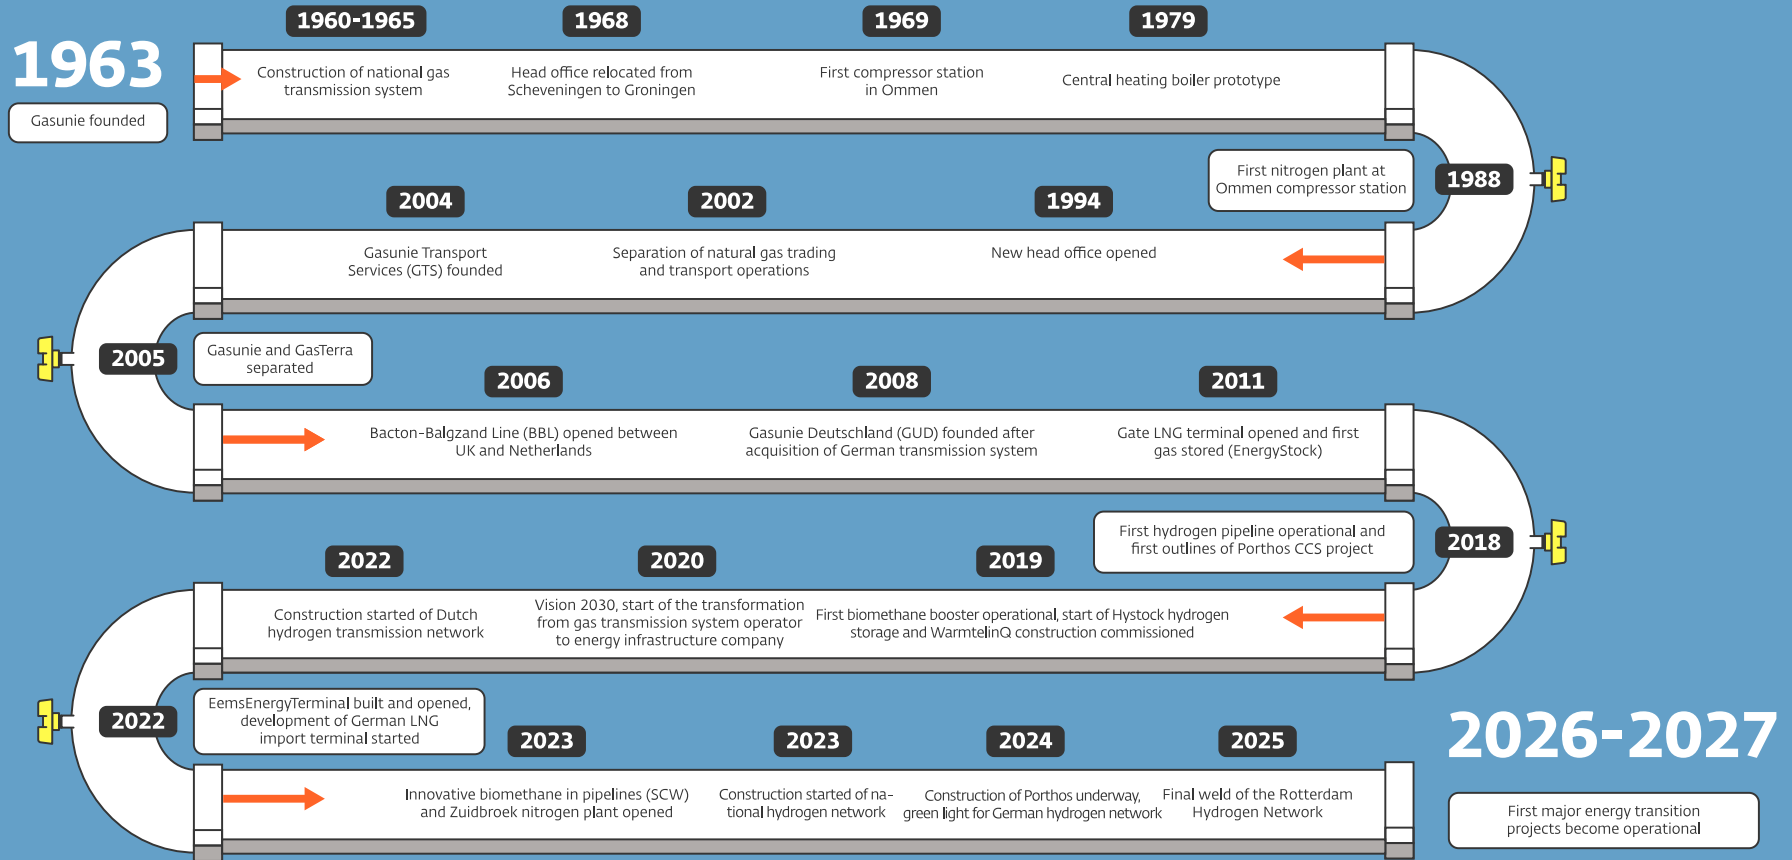 1963
Gasunie founded
1960-1965
Construction of national gas
transmission system
1968
Head office relocated from
Scheveningen to Groningen
1969
First compressor station
in Ommen
1979
Central heating boiler prototype
1988
First nitrogen plant at
Ommen compressor station
1994
New head office opened
2002
Separation of natural gas trading
and transport operations
2004
Gasunie Transport
Services (GTS) founded
2005
Gasunie and GasTerra
separated
2006
Bacton-Balgzand Line (BBL) opened between
UK and Netherlands
2008
Gasunie Deutschland (GUD) founded after
acquisition of German transmission system
2011
Gate LNG terminal opened and first
gas stored (EnergyStock)
2018
First hydrogen pipeline operational and
first outlines of Porthos CCS project
2019
First biomethane booster operational, start of Hystock hydrogen
storage and WarmtelinQ construction commissioned
2020
Vision 2030, start of the transformation
from gas transmission system operator
to energy infrastructure company
2022
Construction started of Dutch
hydrogen transmission network
2022
EemsEnergyTerminal built and opened,
development of German LNG
import terminal started
2023
Innovative biomethane in pipelines (SCW)
and Zuidbroek nitrogen plant opened
2023
Construction started of na-
tional hydrogen network
2024
Construction of Porthos underway,
green light for German hydrogen network
2025
Final weld of the Rotterdam
Hydrogen Network
2026-2027
First major energy transition
projects become operational